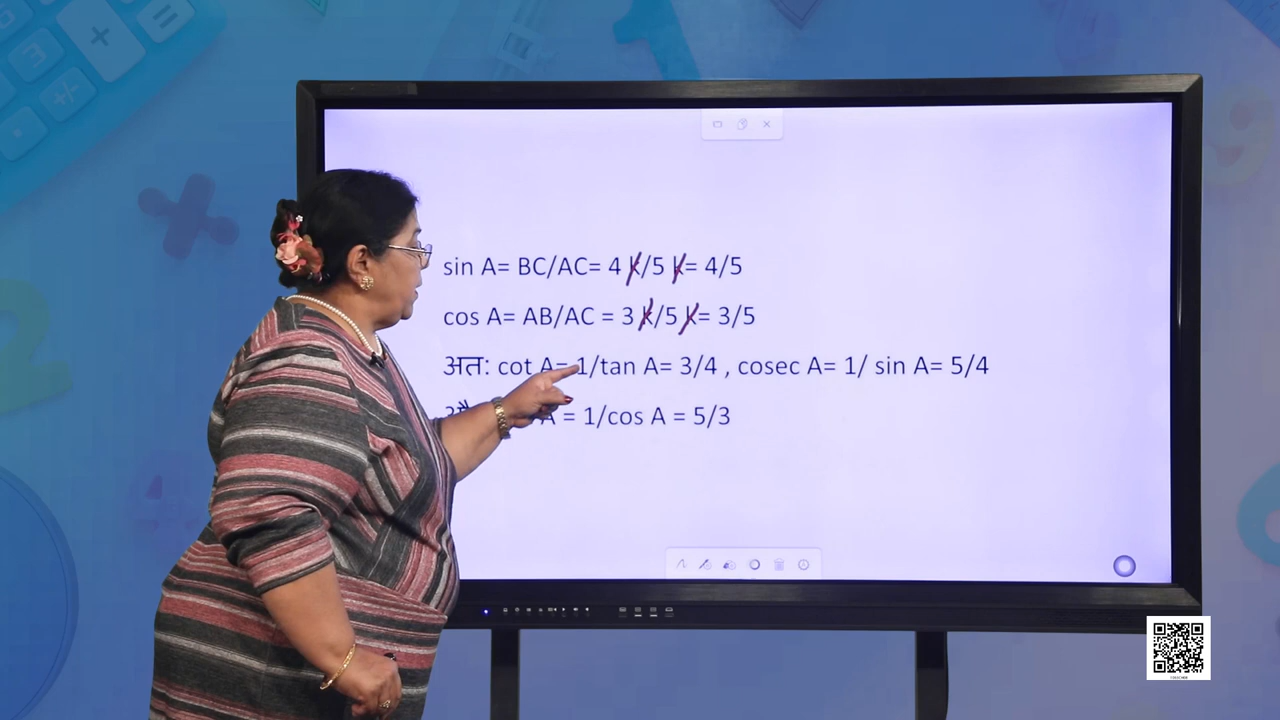 sin A= BC/AC= 4 k/5 k= 4/5
cos A= AB/AC = 3 k/5 k= 3/5
अत: cot A= 1/tan A= 3/4 , cosec A= 1/ sin A= 5/4
A = 1/cos A = 5/3